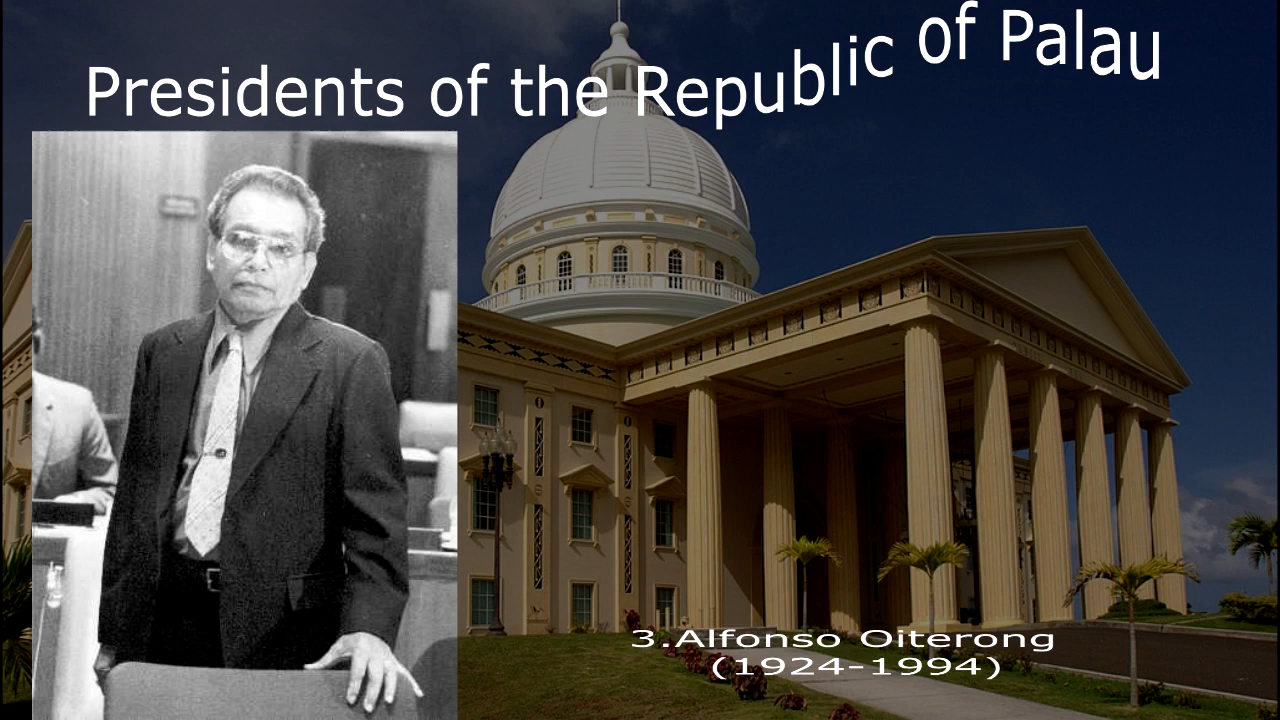 Presidents of the Republic of Palau
3.Alfonso Oiterong
(1924-1994)